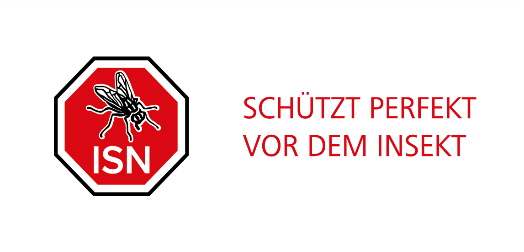 ISN
SCHÜTZT PERFEKT
VOR DEM INSEKT